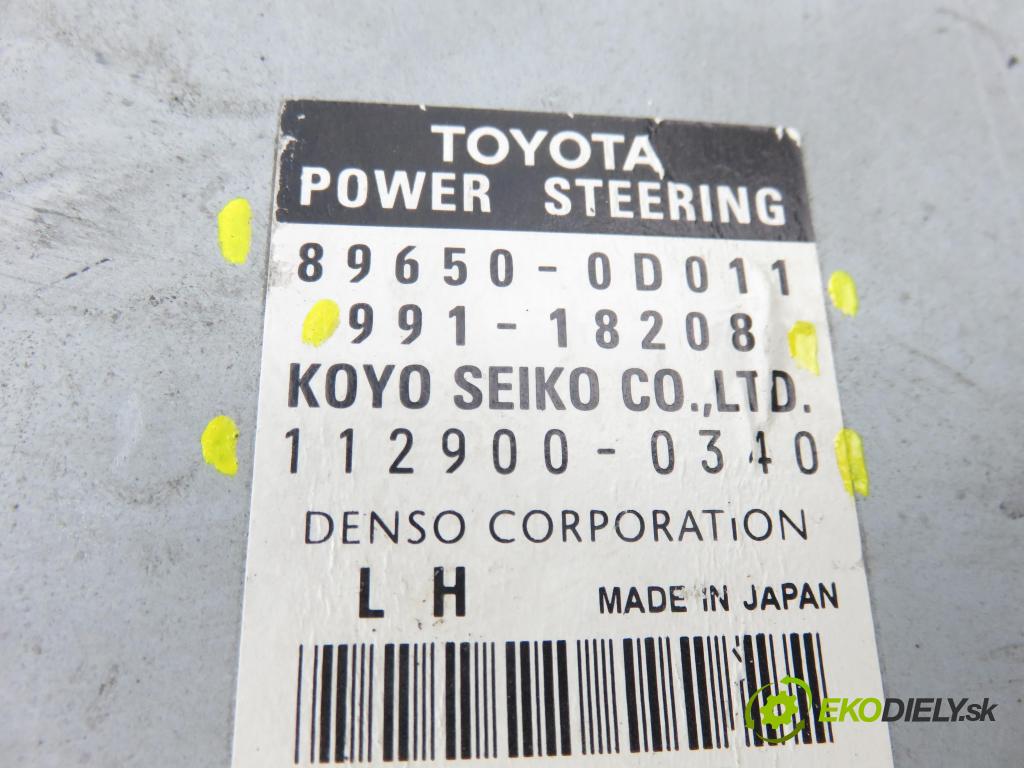 TOYOTA
POWER STEERING
89650-0D011
991-18208
KOYO SEIKO CO.,LTD.
112900-0340
DENSO CORPORATION
L H MADE IN JAPAN
EKODIELY.sk